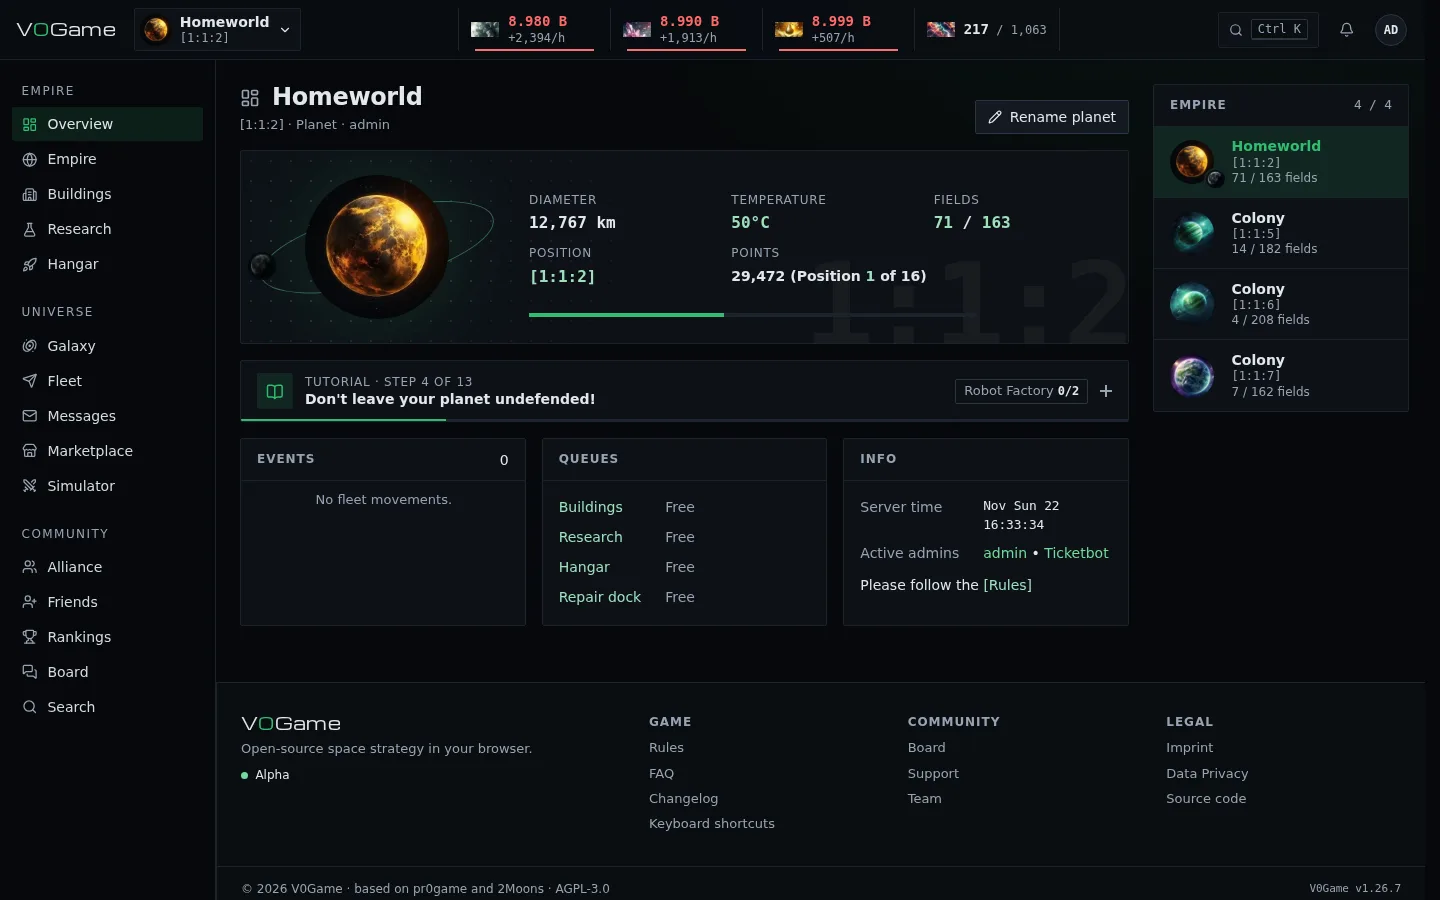 V0Game
Homeworld
[1:1:2]
8.980 B
+2,394/h
8.990 B
+1,913/h
8.999 B
+507/h
217 / 1,063
Ctrl K
AD
EMPIRE
Overview
Empire
Buildings
Research
Hangar
UNIVERSE
Galaxy
Fleet
Messages
Marketplace
Simulator
COMMUNITY
Alliance
Friends
Rankings
Board
Search
Homeworld
[1:1:2] · Planet · admin
Rename planet
DIAMETER
12,767 km
TEMPERATURE
50°C
FIELDS
71 / 163
POSITION
[1:1:2]
POINTS
29,472 (Position 1 of 16)
1:1:2
TUTORIAL · STEP 4 OF 13
Don't leave your planet undefended!
Robot Factory 0/2
EVENTS 0
No fleet movements.
QUEUES
Buildings Free
Research Free
Hangar Free
Repair dock Free
INFO
Server time Nov Sun 22
16:33:34
Active admins admin • Ticketbot
Please follow the [Rules]
EMPIRE 4 / 4
Homeworld
[1:1:2]
71 / 163 fields
Colony
[1:1:5]
14 / 182 fields
Colony
[1:1:6]
4 / 208 fields
Colony
[1:1:7]
7 / 162 fields
V0Game
Open-source space strategy in your browser.
Alpha
GAME
Rules
FAQ
Changelog
Keyboard shortcuts
COMMUNITY
Board
Support
Team
LEGAL
Imprint
Data Privacy
Source code
© 2026 V0Game · based on pr0game and 2Moons · AGPL-3.0
V0Game v1.26.7